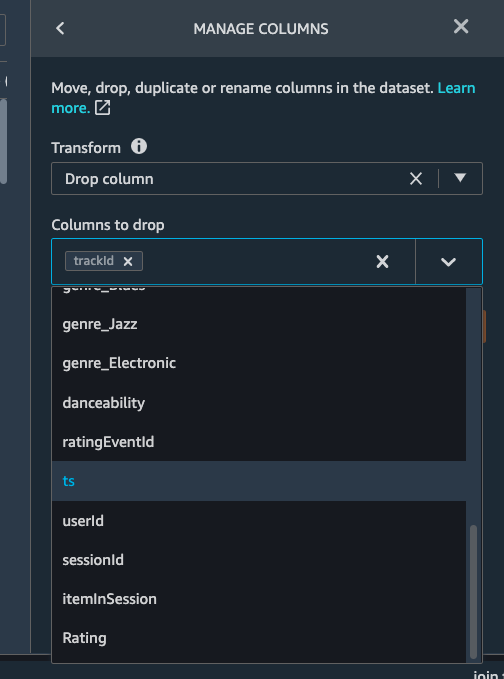 MANAGE COLUMNS
Move, drop, duplicate or rename columns in the dataset. Learn
more.
Transform
Drop column
Columns to drop
trackId
genre_Blues
genre_Jazz
genre_Electronic
danceability
ratingEventId
ts
userId
sessionId
itemInSession
Rating
join